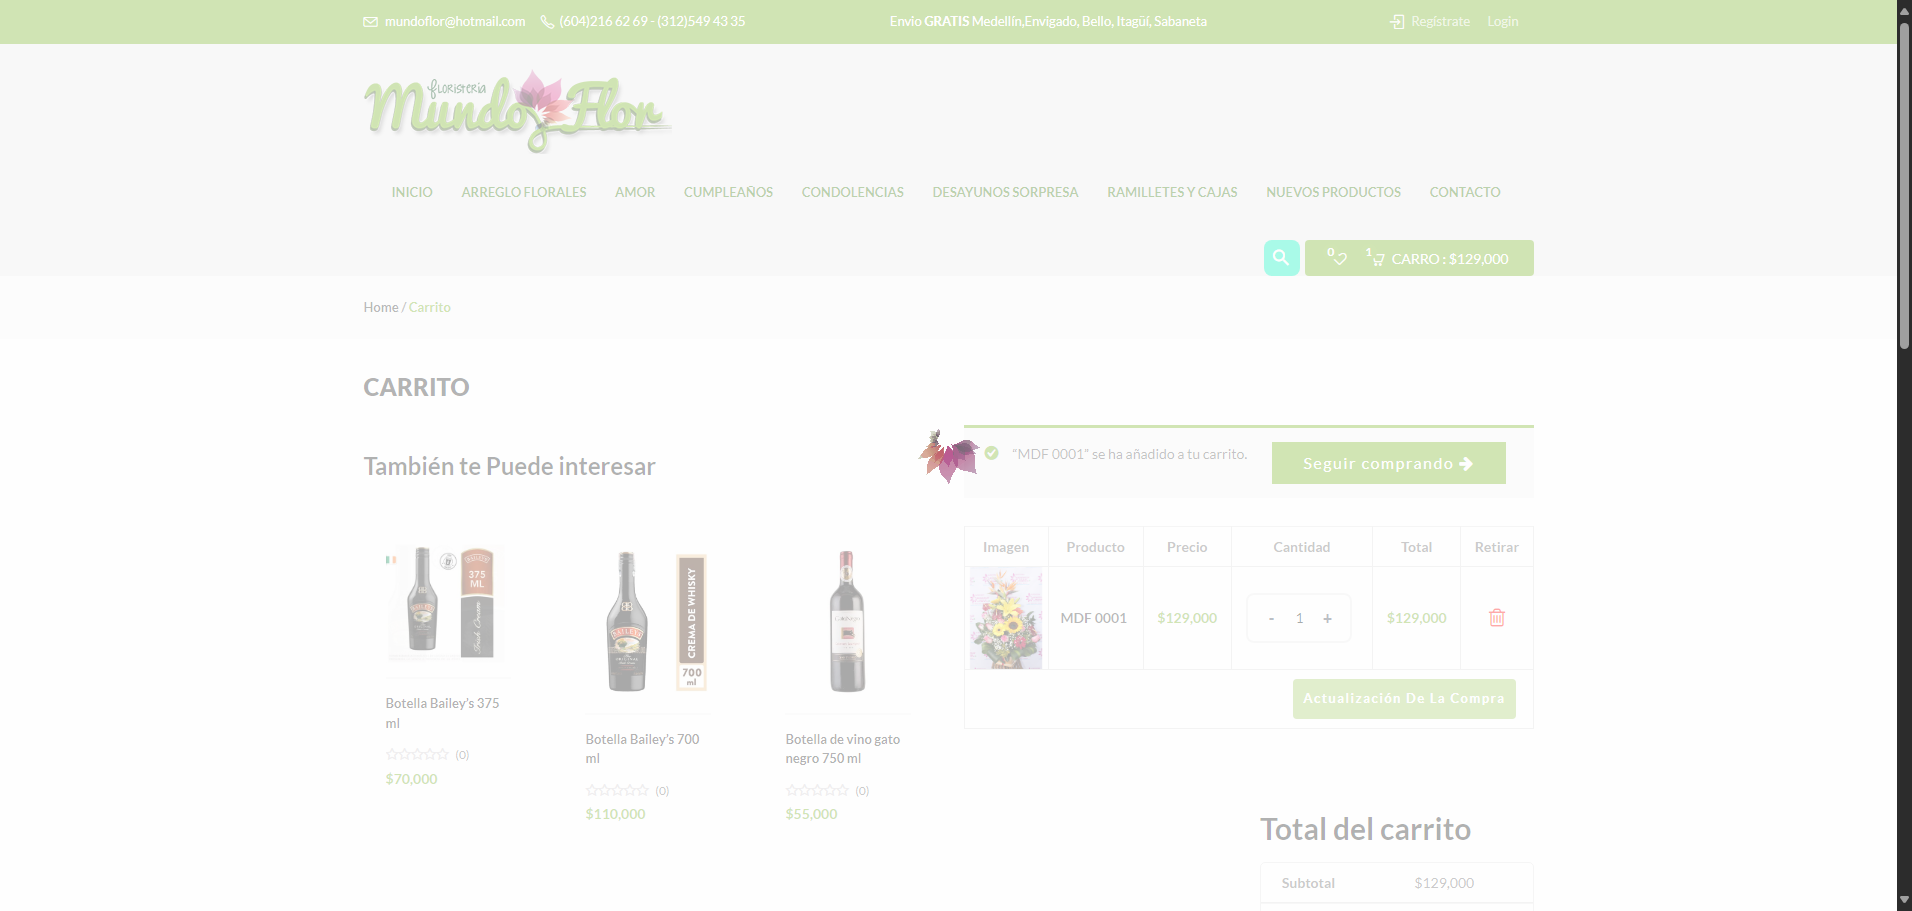 mundoflor@hotmail.com (604)216 62 69 - (312)549 43 35 Envio GRATIS Medellín,Envigado, Bello, Itagüí, Sabaneta Regístrate Login
FLORISTERIA
Mundo Flor
INICIO ARREGLO FLORALES AMOR CUMPLEAÑOS CONDOLENCIAS DESAYUNOS SORPRESA RAMILLETES Y CAJAS NUEVOS PRODUCTOS CONTACTO
0 1 CARRO : $129,000
Home / Carrito
CARRITO
También te Puede interesar
375 ML
Irish Cream
BAILEYS
Botella Bailey's 375
ml
(0)
$70,000
BAILEYS
CREMA DE WHISKY
700
ml
Botella Bailey's 700
ml
(0)
$110,000
Botella de vino gato
negro 750 ml
(0)
$55,000
“MDF 0001” se ha añadido a tu carrito. Seguir comprando
Imagen Producto Precio Cantidad Total Retirar
MDF 0001 $129,000 - 1 + $129,000
Actualización De La Compra
Total del carrito
Subtotal $129,000